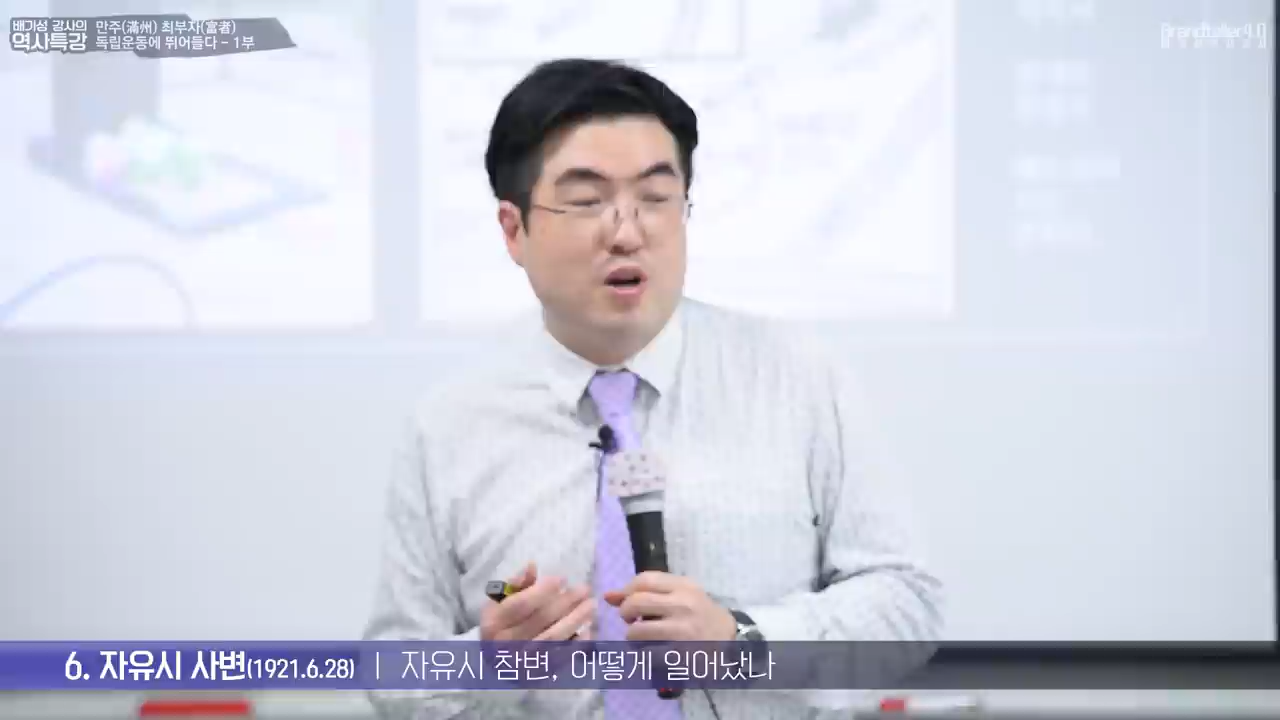 배기성 강사의
역사특강
만주(滿州) 최부자(富者)
독립운동에 뛰어들다 - 1부
6. 자유시 사변(1921.6.28) | 자유시 참변, 어떻게 일어났나